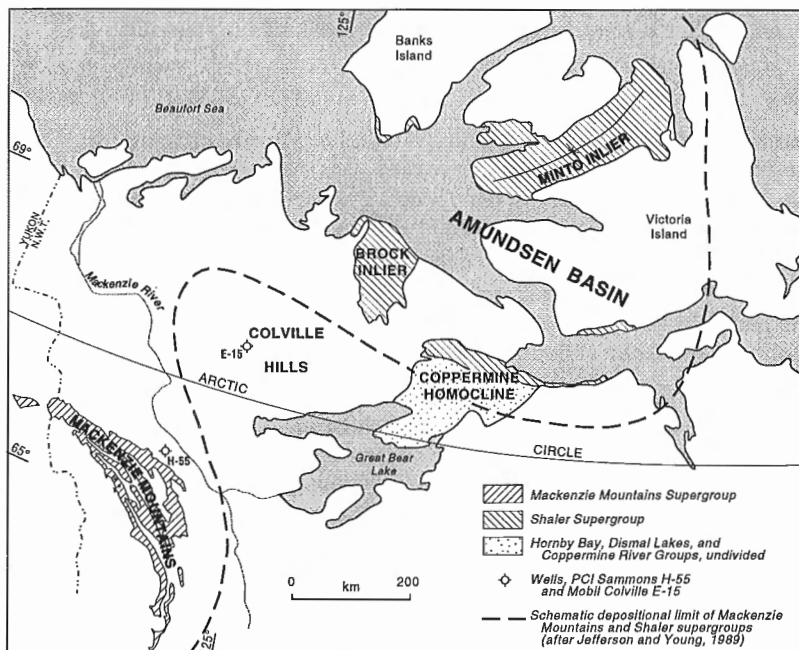 125°
Banks
Island
Beaufort Sea
69°
MINTO INLIER
YUKON
N.W.T.
AMUNDSEN BASIN
Victoria
Island
BROCK
INLIER
Mackenzie River
COLVILLE
E-15
HILLS
ARCTIC
COPPERMINE
HOMOCLINE
CIRCLE
MACKENZIE MOUNTAINS
65°
H-55
Great Bear
Lake
Mackenzie Mountains Supergroup
Shaler Supergroup
Hornby Bay, Dismal Lakes, and
Coppermine River Groups, undivided
Wells, PCI Sammons H-55
and Mobil Colville E-15
0 200
km
Schematic depositional limit of Mackenzie
Mountains and Shaler supergroups
(after Jefferson and Young, 1989)
25°